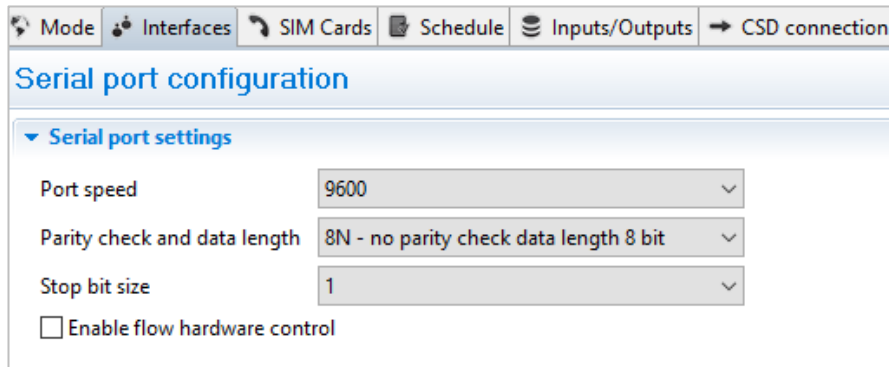 Mode Interfaces SIM Cards Schedule Inputs/Outputs CSD connection
Serial port configuration
Serial port settings
Port speed 9600
Parity check and data length 8N - no parity check data length 8 bit
Stop bit size 1
Enable flow hardware control